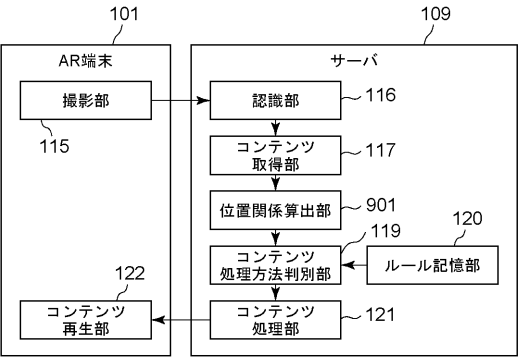 101
109
AR端末
サーバ
撮影部
115
認識部
116
コンテンツ
取得部
117
位置関係算出部
901
119
120
コンテンツ
処理方法判別部
ルール記憶部
122
コンテンツ
再生部
コンテンツ
処理部
121